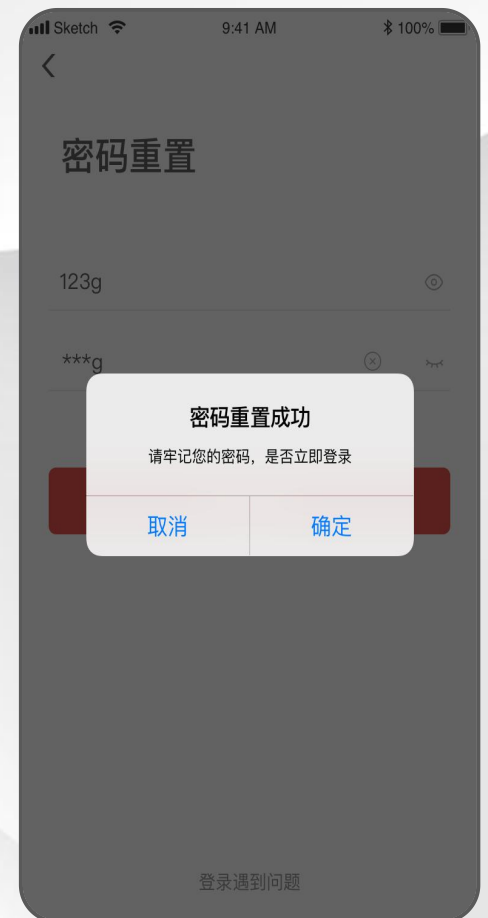 Sketch 9:41 AM 100%
密码重置
123g
***g
密码重置成功
请牢记您的密码，是否立即登录
取消 确定
登录遇到问题